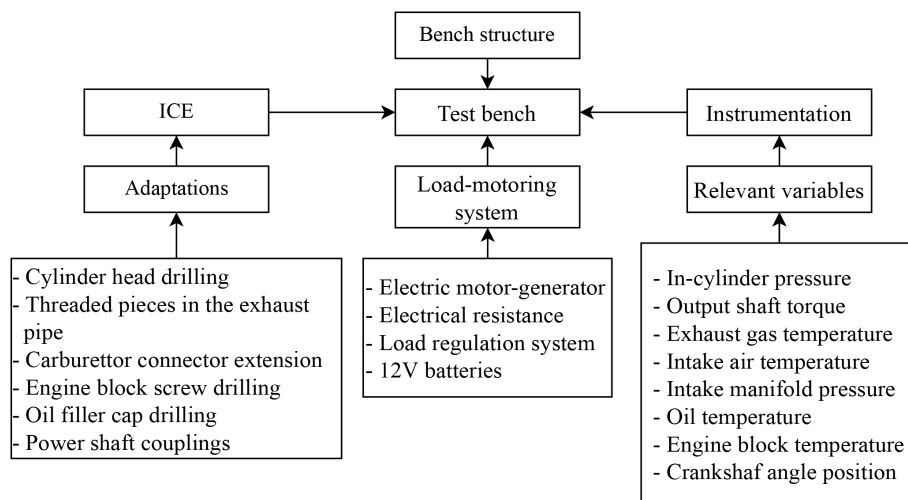 Bench structure
ICE
Test bench
Instrumentation
Adaptations
Load-motoring
system
Relevant variables
- Cylinder head drilling
- Threaded pieces in the exhaust
pipe
- Carburettor connector extension
- Engine block screw drilling
- Oil filler cap drilling
- Power shaft couplings
- Electric motor-generator
- Electrical resistance
- Load regulation system
- 12V batteries
- In-cylinder pressure
- Output shaft torque
- Exhaust gas temperature
- Intake air temperature
- Intake manifold pressure
- Oil temperature
- Engine block temperature
- Crankshaf angle position